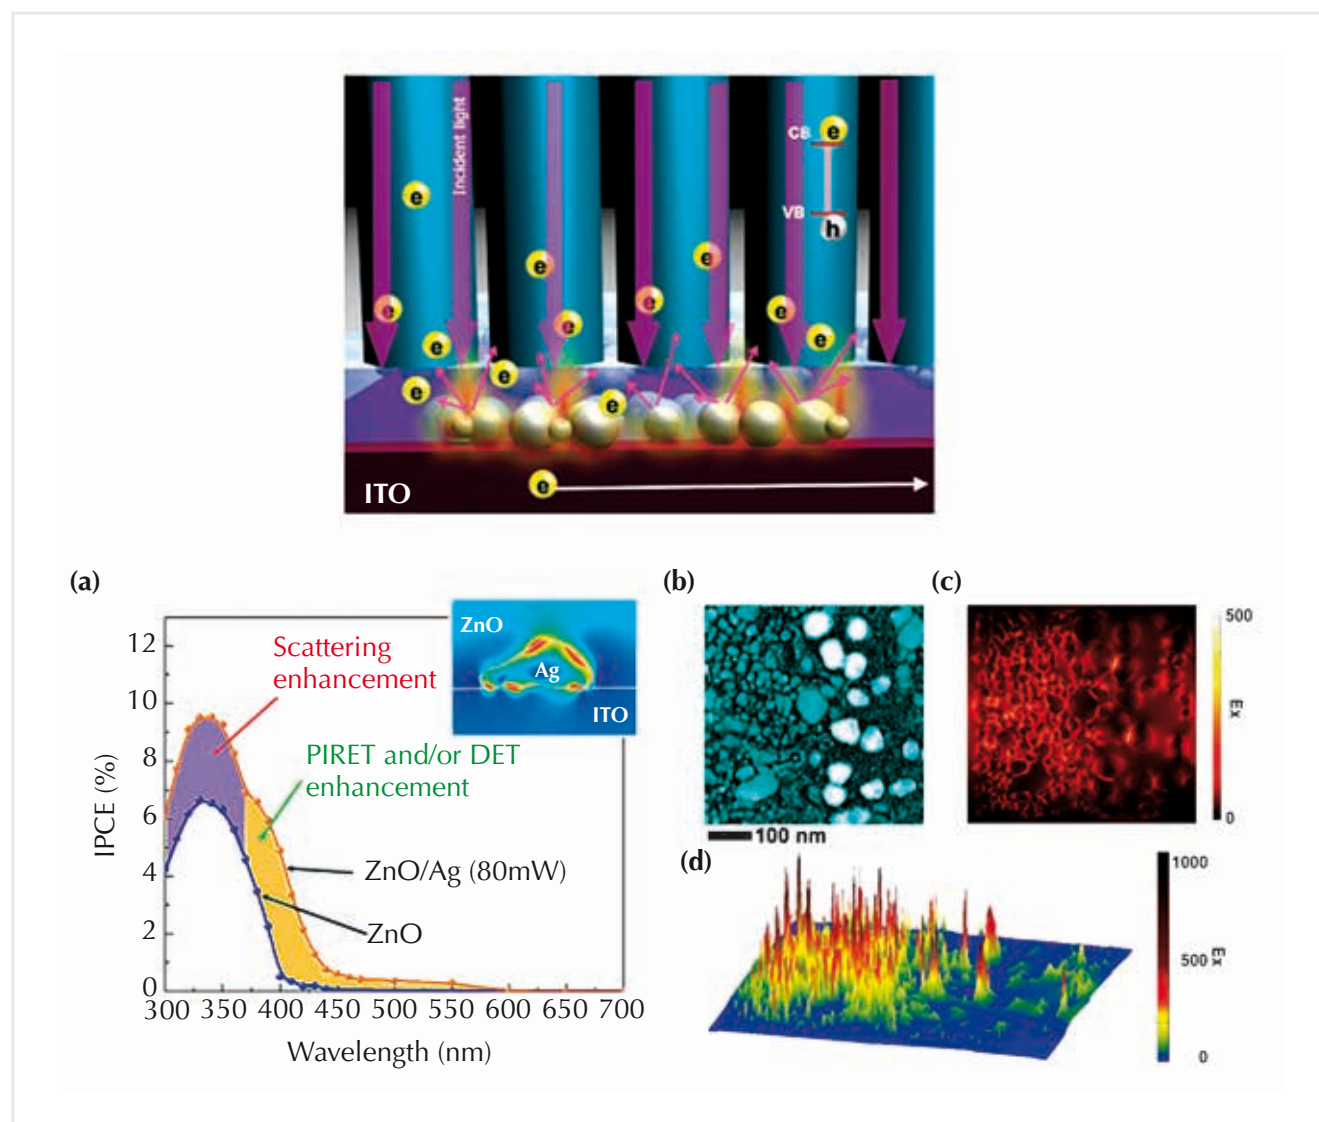 Incident light
e
CB
VB
h
e
e
e
e
e
e
e
e
e
e
e
e
e
ITO
e
(a)
ZnO
Ag
ITO
Scattering
enhancement
PIRET and/or DET
enhancement
ZnO/Ag (80mW)
ZnO
IPCE (%)
12
10
8
6
4
2
0
300 350 400 450 500 550 600 650 700
Wavelength (nm)
(b)
100 nm
(c)
500
Ex
0
(d)
1000
500
Ex
0